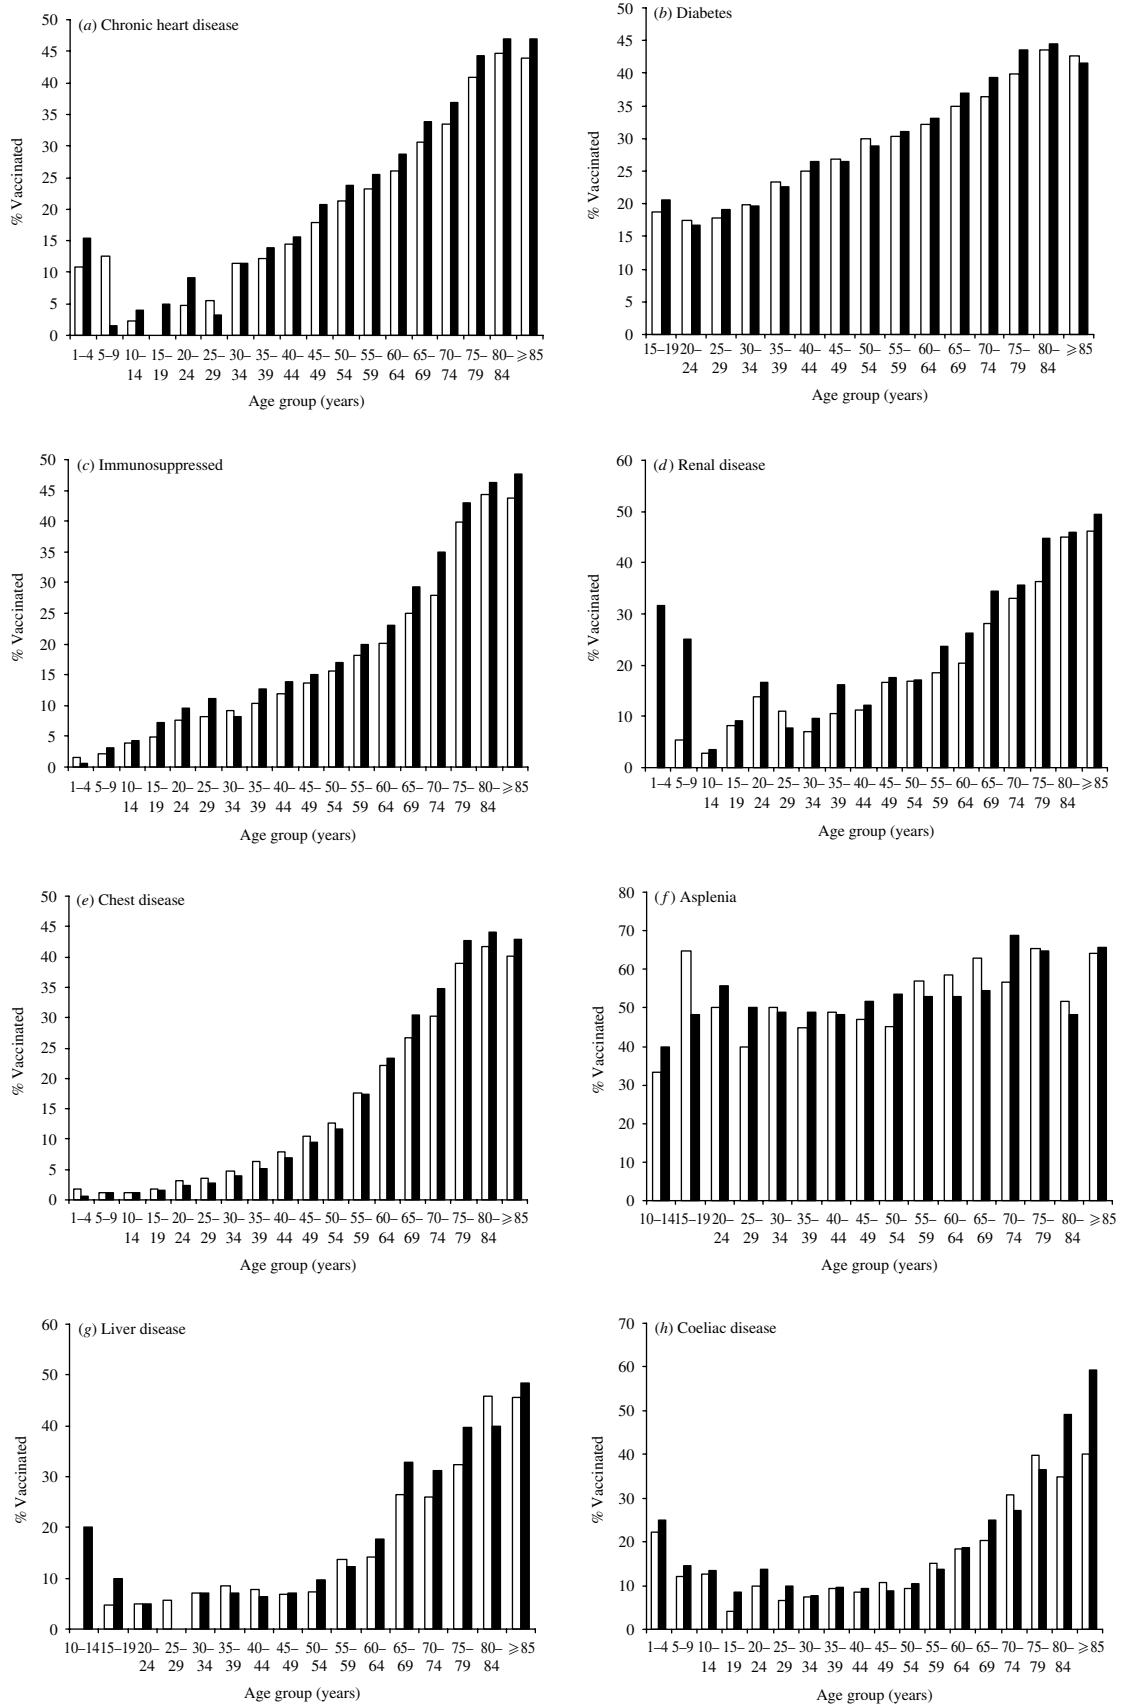 (a) Chronic heart disease
50
45
40
35
30
25
20
15
10
5
0
% Vaccinated
1–4 5–9 10– 15– 20– 25– 30– 35– 40– 45– 50– 55– 60– 65– 70– 75– 80– ⩾85
14 19 24 29 34 39 44 49 54 59 64 69 74 79 84
Age group (years)
(b) Diabetes
50
45
40
35
30
25
20
15
10
5
0
% Vaccinated
15–19 20– 25– 30– 35– 40– 45– 50– 55– 60– 65– 70– 75– 80– ⩾85
24 29 34 39 44 49 54 59 64 69 74 79 84
Age group (years)
(c) Immunosuppressed
50
45
40
35
30
25
20
15
10
5
0
% Vaccinated
1–4 5–9 10– 15– 20– 25– 30– 35– 40– 45– 50– 55– 60– 65– 70– 75– 80– ⩾85
14 19 24 29 34 39 44 49 54 59 64 69 74 79 84
Age group (years)
(d) Renal disease
60
50
40
30
20
10
0
% Vaccinated
1–4 5–9 10– 15– 20– 25– 30– 35– 40– 45– 50– 55– 60– 65– 70– 75– 80– ⩾85
14 19 24 29 34 39 44 49 54 59 64 69 74 79 84
Age group (years)
(e) Chest disease
50
45
40
35
30
25
20
15
10
5
0
% Vaccinated
1–4 5–9 10– 15– 20– 25– 30– 35– 40– 45– 50– 55– 60– 65– 70– 75– 80– ⩾85
14 19 24 29 34 39 44 49 54 59 64 69 74 79 84
Age group (years)
(f) Asplenia
80
70
60
50
40
30
20
10
0
% Vaccinated
10–14 15–19 20– 25– 30– 35– 40– 45– 50– 55– 60– 65– 70– 75– 80– ⩾85
24 29 34 39 44 49 54 59 64 69 74 79 84
Age group (years)
(g) Liver disease
60
50
40
30
20
10
0
% Vaccinated
10–14 15–19 20– 25– 30– 35– 40– 45– 50– 55– 60– 65– 70– 75– 80– ⩾85
24 29 34 39 44 49 54 59 64 69 74 79 84
Age group (years)
(h) Coeliac disease
70
60
50
40
30
20
10
0
% Vaccinated
1–4 5–9 10– 15– 20– 25– 30– 35– 40– 45– 50– 55– 60– 65– 70– 75– 80– ⩾85
14 19 24 29 34 39 44 49 54 59 64 69 74 79 84
Age group (years)